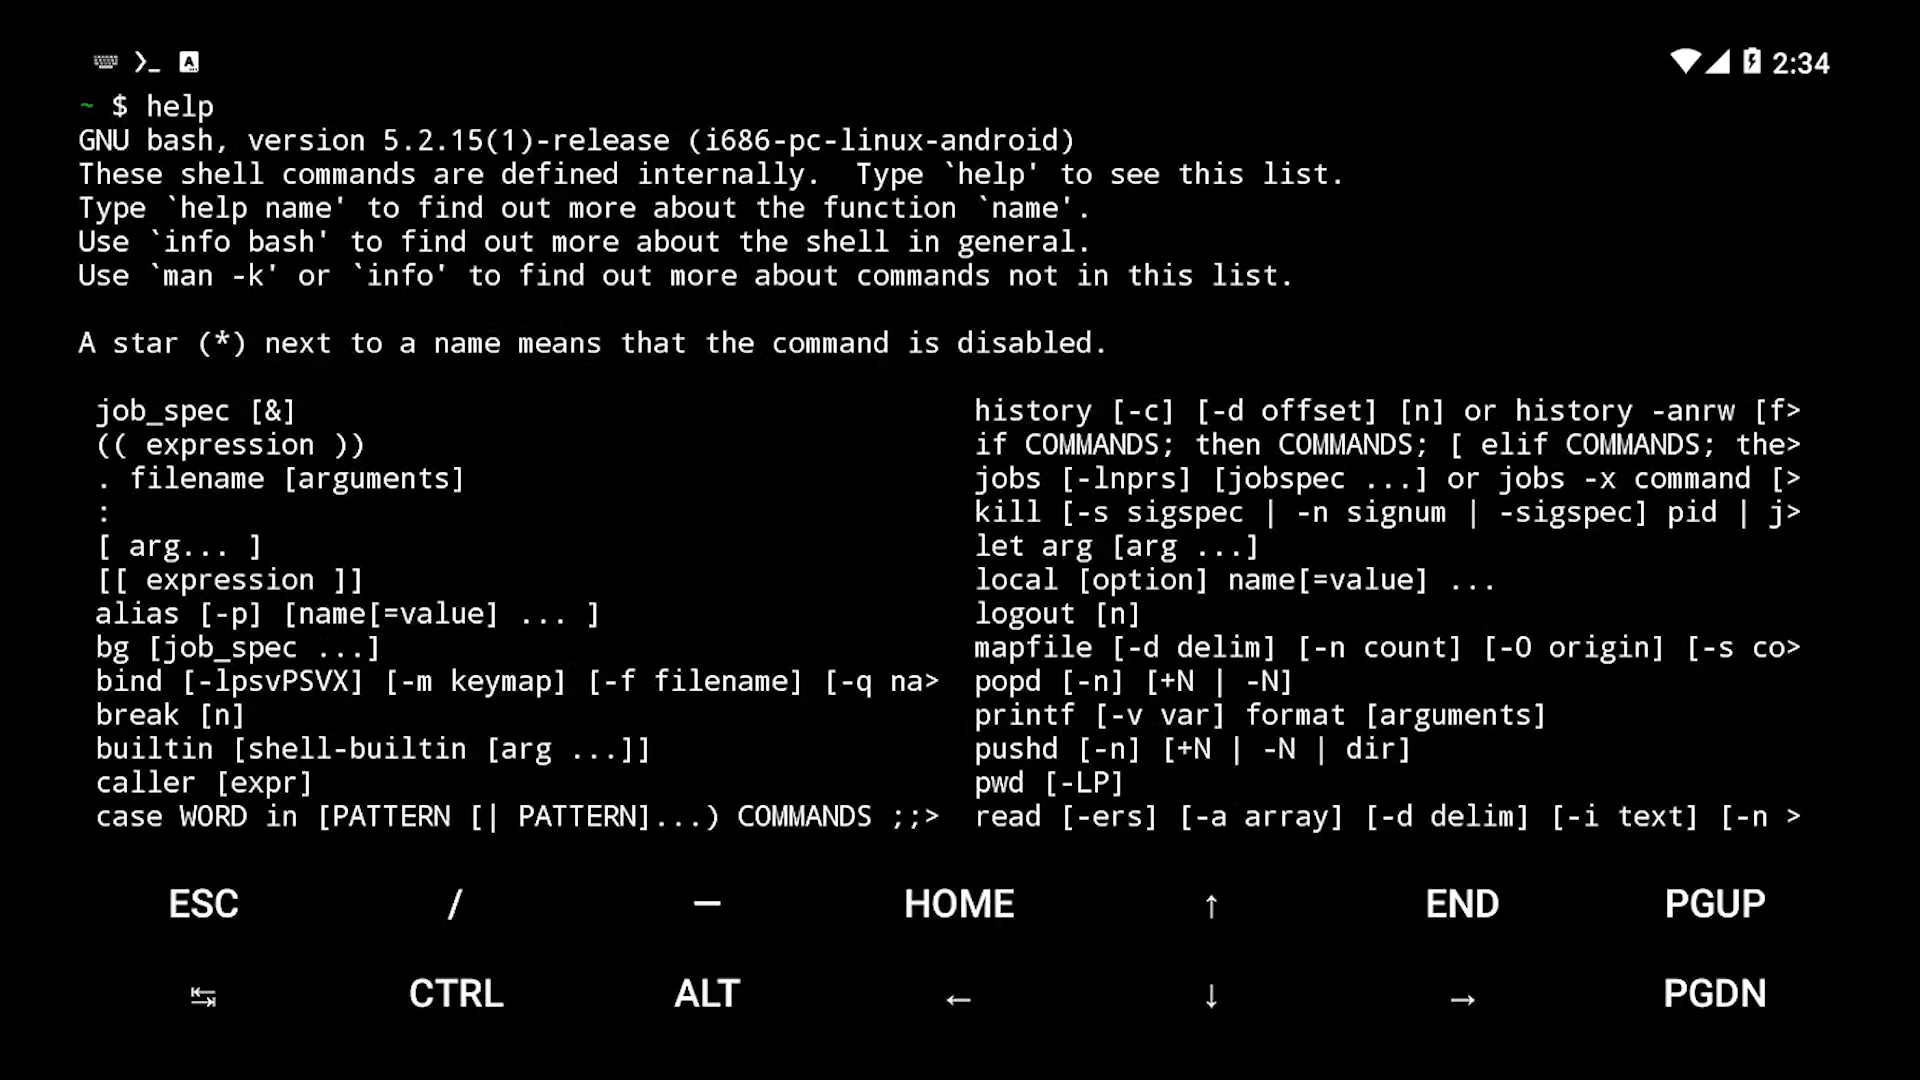 2:34
~ $ help
GNU bash, version 5.2.15(1)-release (i686-pc-linux-android)
These shell commands are defined internally.  Type `help' to see this list.
Type `help name' to find out more about the function `name'.
Use `info bash' to find out more about the shell in general.
Use `man -k' or `info' to find out more about commands not in this list.

A star (*) next to a name means that the command is disabled.

job_spec [&]                                        history [-c] [-d offset] [n] or history -anrw [f>
(( expression ))                                    if COMMANDS; then COMMANDS; [ elif COMMANDS; the>
. filename [arguments]                              jobs [-lnprs] [jobspec ...] or jobs -x command [>
:                                                   kill [-s sigspec | -n signum | -sigspec] pid | j>
[ arg... ]                                          let arg [arg ...]
[[ expression ]]                                    local [option] name[=value] ...
alias [-p] [name[=value] ... ]                      logout [n]
bg [job_spec ...]                                   mapfile [-d delim] [-n count] [-O origin] [-s co>
bind [-lpsvPSVX] [-m keymap] [-f filename] [-q na>  popd [-n] [+N | -N]
break [n]                                           printf [-v var] format [arguments]
builtin [shell-builtin [arg ...]]                   pushd [-n] [+N | -N | dir]
caller [expr]                                       pwd [-LP]
case WORD in [PATTERN [| PATTERN]...) COMMANDS ;;>  read [-ers] [-a array] [-d delim] [-i text] [-n >
ESC / — HOME ↑ END PGUP
↹ CTRL ALT ← ↓ → PGDN